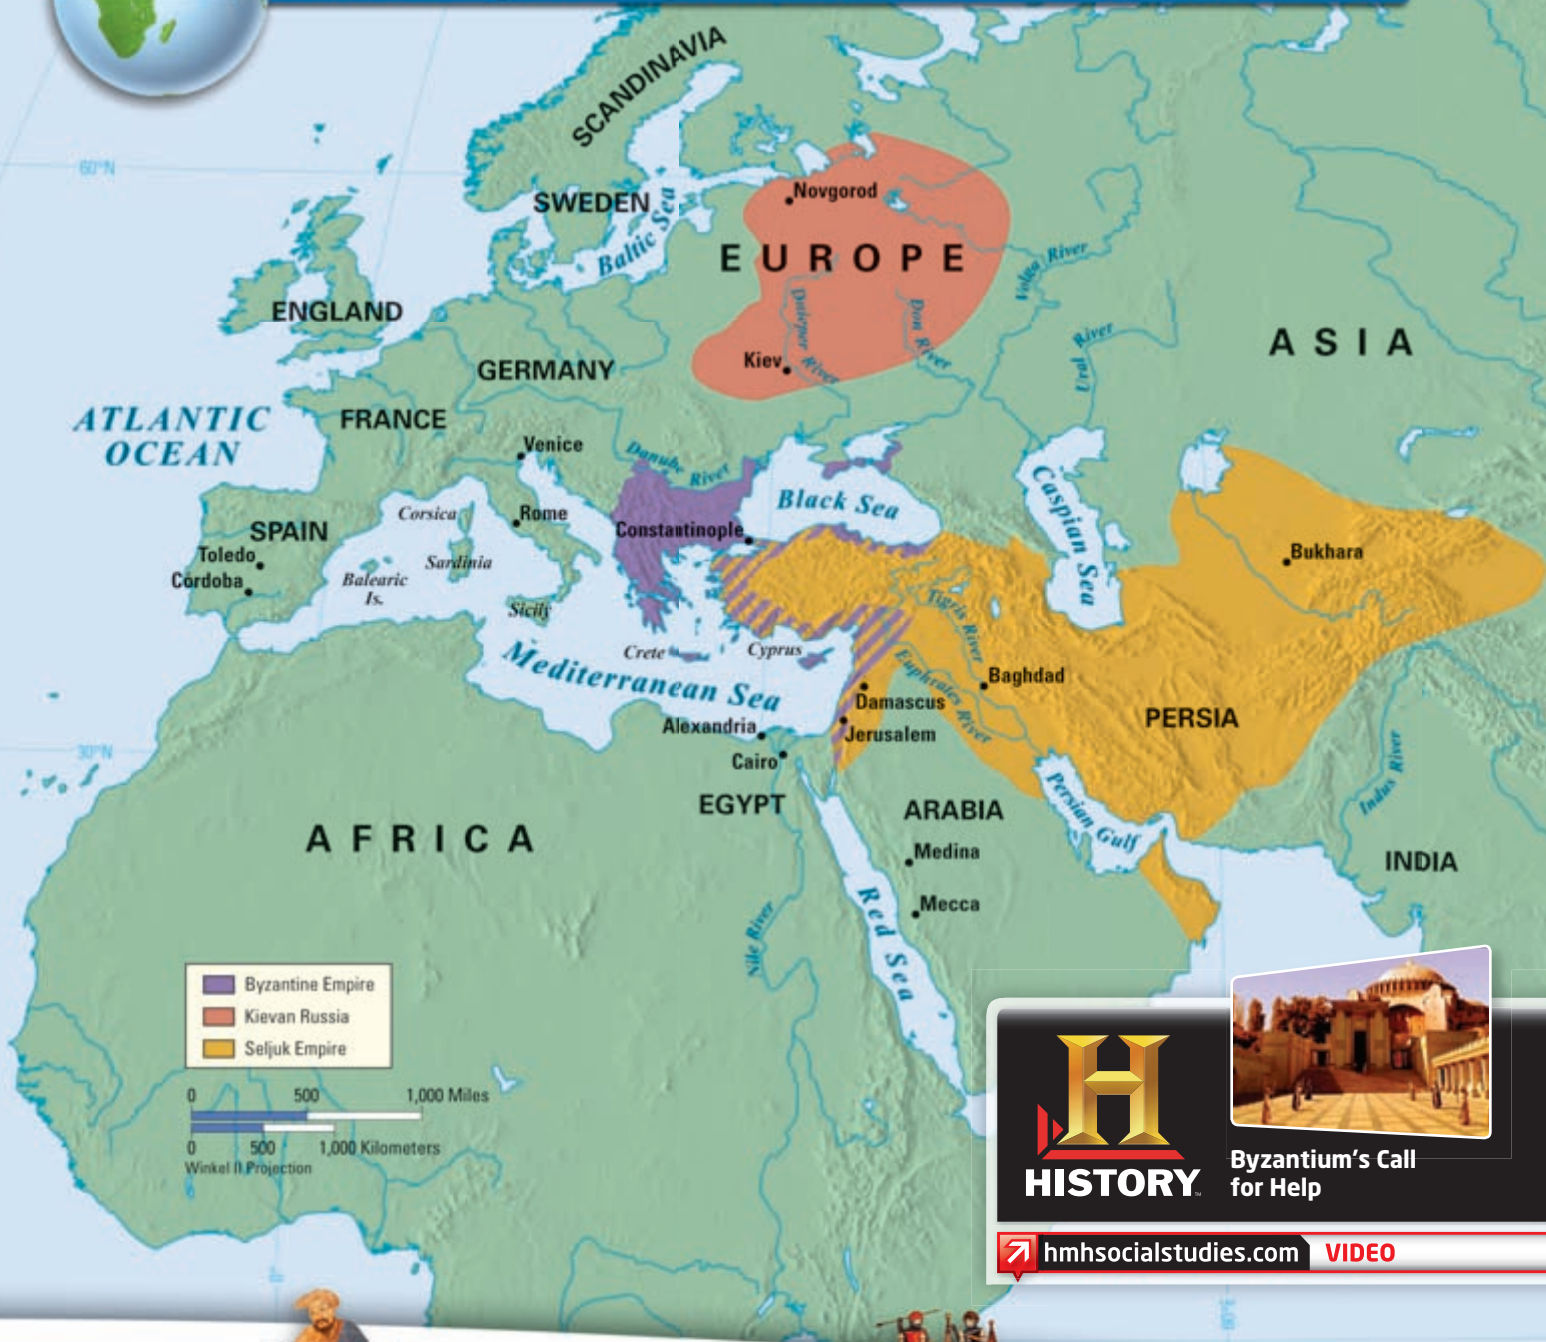 SCANDINAVIA
60°N
Novgorod
SWEDEN
Baltic Sea
EUROPE
Volga River
ENGLAND
Dnieper River
Don River
Ural River
ASIA
Kiev
GERMANY
ATLANTIC
OCEAN
FRANCE
Venice
Danube River
Black Sea
Caspian Sea
Corsica
Rome
SPAIN
Constantinople
Bukhara
Toledo
Córdoba
Balearic
Is.
Sardinia
Sicily
Tigris River
Crete
Cyprus
Mediterranean Sea
Euphrates River
Baghdad
Damascus
PERSIA
Alexandria
Jerusalem
30°N
Cairo
Indus River
EGYPT
ARABIA
Persian Gulf
AFRICA
Medina
INDIA
Mecca
Red Sea
Nile River
Byzantine Empire
Kievan Russia
Seljuk Empire
0 500 1,000 Miles
0 500 1,000 Kilometers
Winkel II Projection
H
HISTORY
Byzantium's Call
for Help
hmhsocialstudies.com VIDEO